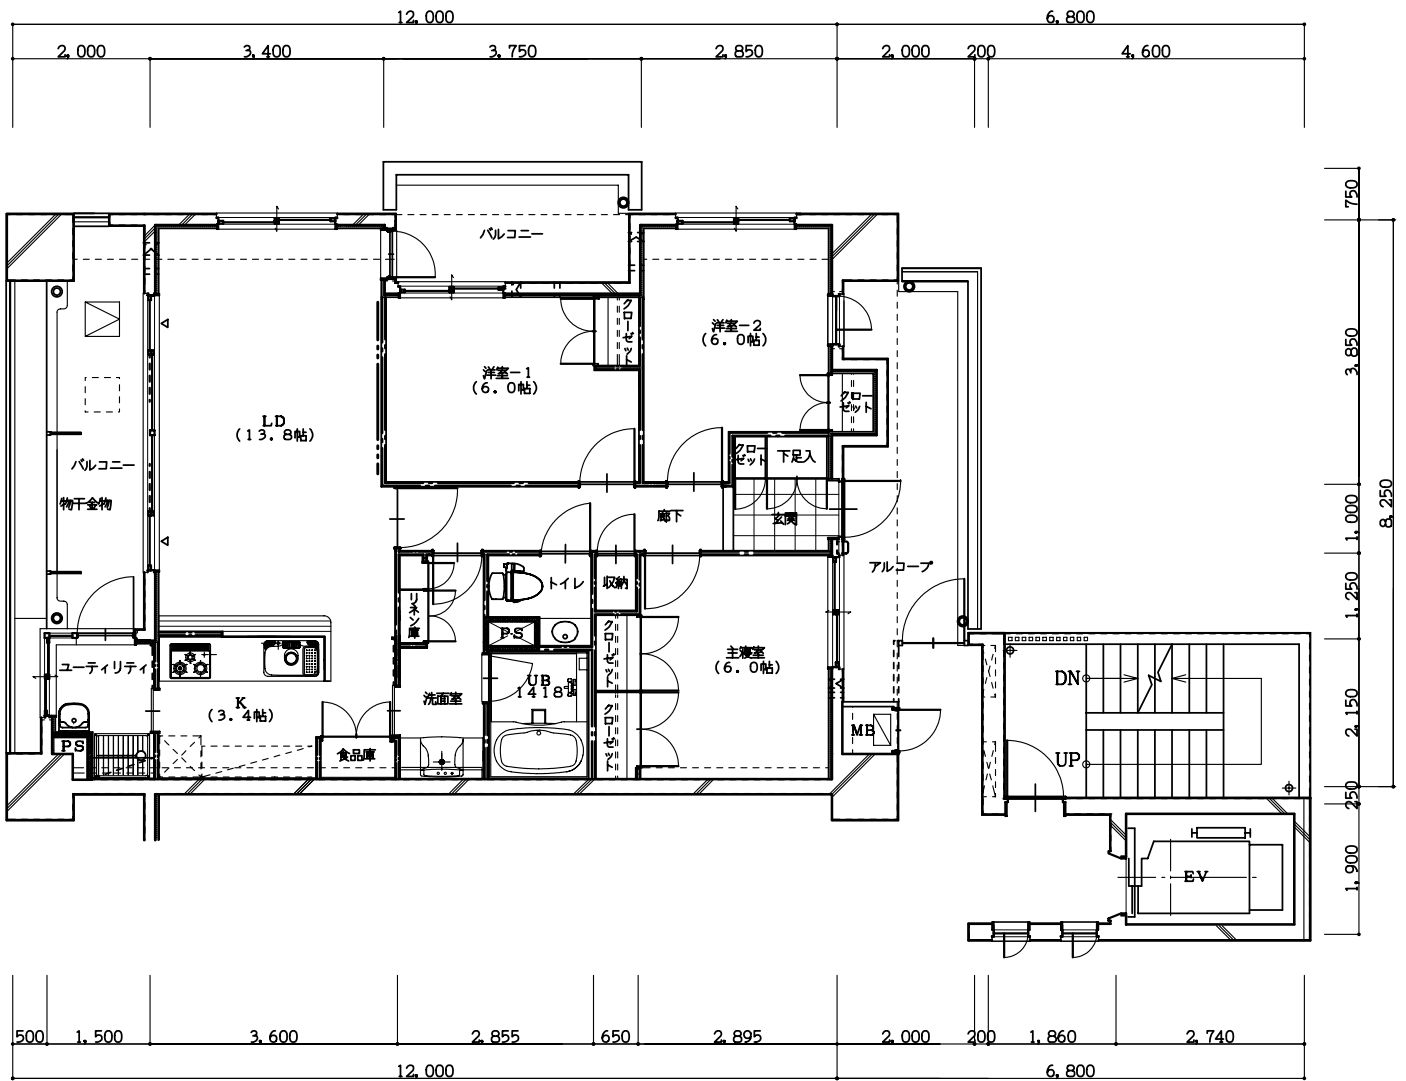 12,000
6,800
2,000
3,400
3,750
2,850
2,000
200
4,600
750
バルコニー
クローゼット
洋室－2
(6.0帖)
洋室－1
(6.0帖)
3,850
クロー
ゼット
LD
(13.8帖)
クロー
ゼット
下足入
バルコニー
物干金物
8,250
廊下
玄関
1,000
アルコーブ
トイレ
収納
リネン庫
1,250
PS
クローゼット
主寝室
(6.0帖)
ユーティリティ
UB
1418
DN
K
(3.4帖)
洗面室
クローゼット
2,150
MB
PS
食品庫
UP
250
EV
1,900
500
1,500
3,600
2,855
650
2,895
2,000
200
1,860
2,740
12,000
6,800